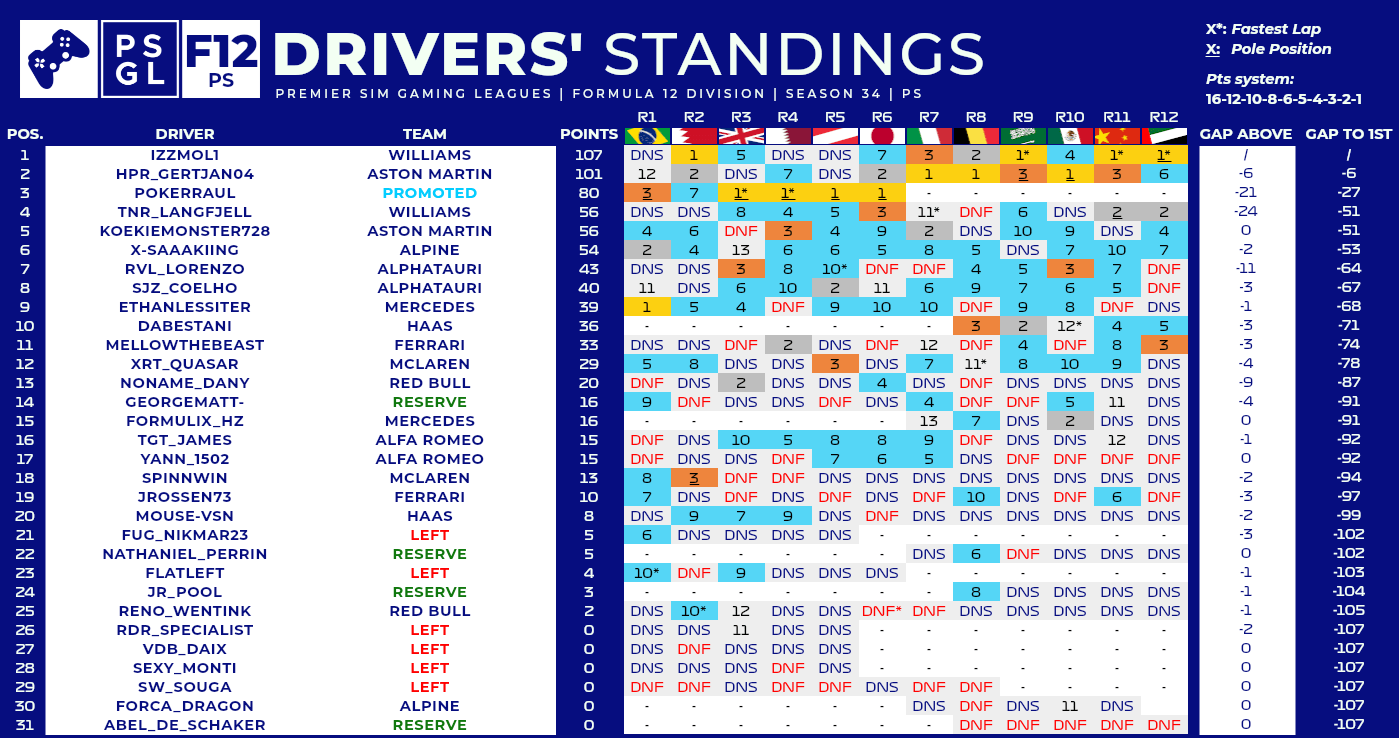 PS GL F12 PS DRIVERS' STANDINGS
PREMIER SIM GAMING LEAGUES | FORMULA 12 DIVISION | SEASON 34 | PS
X*: Fastest Lap
X: Pole Position
Pts system:
16-12-10-8-6-5-4-3-2-1
POS. DRIVER TEAM POINTS R1 R2 R3 R4 R5 R6 R7 R8 R9 R10 R11 R12 GAP ABOVE GAP TO 1ST
1 IZZMOL1 WILLIAMS 107 DNS 1 5 DNS DNS 7 3 2 1* 4 1* 1* / /
2 HPR_GERTJAN04 ASTON MARTIN 101 12 2 DNS 7 DNS 2 1 1 3 1 3 6 -6 -6
3 POKERRAUL PROMOTED 80 3 7 1* 1* 1 1 - - - - - - -21 -27
4 TNR_LANGFJELL WILLIAMS 56 DNS DNS 8 4 5 3 11* DNF 6 DNS 2 2 -24 -51
5 KOEKIEMONSTER728 ASTON MARTIN 56 4 6 DNF 3 4 9 2 DNS 10 9 DNS 4 0 -51
6 X-SAAAKIING ALPINE 54 2 4 13 6 6 5 8 5 DNS 7 10 7 -2 -53
7 RVL_LORENZO ALPHATAURI 43 DNS DNS 3 8 10* DNF DNF 4 5 3 7 DNF -11 -64
8 SJZ_COELHO ALPHATAURI 40 11 DNS 6 10 2 11 6 9 7 6 5 DNF -3 -67
9 ETHANLESSITER MERCEDES 39 1 5 4 DNF 9 10 10 DNF 9 8 DNF DNS -1 -68
10 DABESTANI HAAS 36 - - - - - - - 3 2 12* 4 5 -3 -71
11 MELLOWTHEBEAST FERRARI 33 DNS DNS DNF 2 DNS DNF 12 DNF 4 DNF 8 3 -3 -74
12 XRT_QUASAR MCLAREN 29 5 8 DNS DNS 3 DNS 7 11* 8 10 9 DNS -4 -78
13 NONAME_DANY RED BULL 20 DNF DNS 2 DNS DNS 4 DNS DNF DNS DNS DNS DNS -9 -87
14 GEORGEMATT- RESERVE 16 9 DNF DNS DNS DNF DNS 4 DNF DNF 5 11 DNS -4 -91
15 FORMULIX_HZ MERCEDES 16 - - - - - - 13 7 DNS 2 DNS DNS 0 -91
16 TGT_JAMES ALFA ROMEO 15 DNF DNS 10 5 8 8 9 DNF DNS DNS 12 DNS -1 -92
17 YANN_1502 ALFA ROMEO 15 DNF DNS DNS DNF 7 6 5 DNS DNF DNF DNF DNF 0 -92
18 SPINNWIN MCLAREN 13 8 3 DNF DNF DNS DNS DNS DNS DNS DNS DNS DNS -2 -94
19 JROSSEN73 FERRARI 10 7 DNS DNF DNS DNF DNS DNF 10 DNS DNF 6 DNF -3 -97
20 MOUSE-VSN HAAS 8 DNS 9 7 9 DNS DNF DNS DNS DNS DNS DNS DNS -2 -99
21 FUG_NIKMAR23 LEFT 5 6 DNS DNS DNS DNS - - - - - - - -3 -102
22 NATHANIEL_PERRIN RESERVE 5 - - - - - - DNS 6 DNF DNS DNS DNS 0 -102
23 FLATLEFT LEFT 4 10* DNF 9 DNS DNS DNS - - - - - - -1 -103
24 JR_POOL RESERVE 3 - - - - - - - 8 DNS DNS DNS DNS -1 -104
25 RENO_WENTINK RED BULL 2 DNS 10* 12 DNS DNS DNF* DNF DNS DNS DNS DNS DNS -1 -105
26 RDR_SPECIALIST LEFT 0 DNS DNS 11 DNS DNS - - - - - - - -2 -107
27 VDB_DAIX LEFT 0 DNS DNF DNS DNS DNS - - - - - - - 0 -107
28 SEXY_MONTI LEFT 0 DNS DNS DNS DNF DNS - - - - - - - 0 -107
29 SW_SOUGA LEFT 0 DNF DNF DNS DNF DNF DNS DNF DNF - - - - 0 -107
30 FORCA_DRAGON ALPINE 0 - - - - - - DNS DNF DNS 11 DNS - 0 -107
31 ABEL_DE_SCHAKER RESERVE 0 - - - - - - - DNF DNF DNF DNF DNF 0 -107